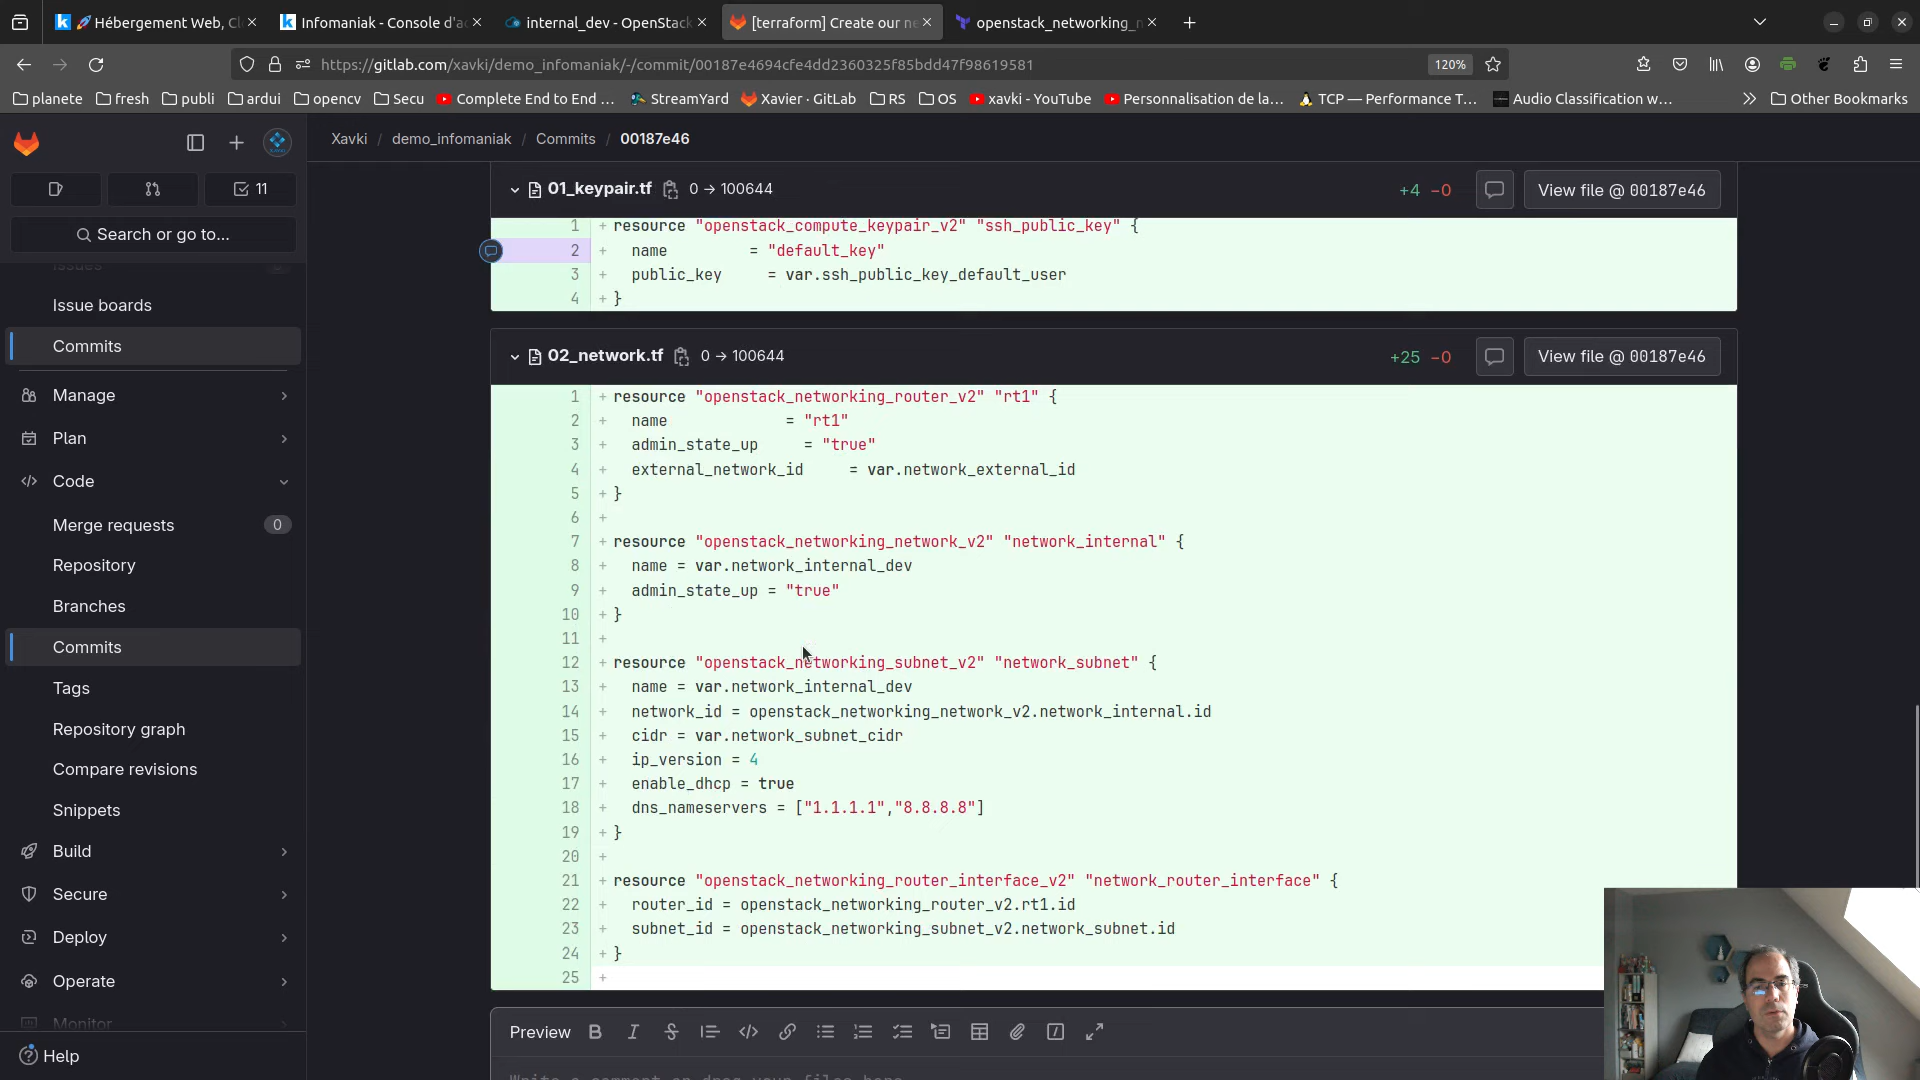 🚀 Hébergement Web, Cl
Infomaniak - Console d'ac
internal_dev - OpenStack
[terraform] Create our ne
openstack_networking_n
https://gitlab.com/xavki/demo_infomaniak/-/commit/00187e4694cfe4dd2360325f85bdd47f98619581
120%
planete
fresh
publi
ardui
opencv
Secu
Complete End to End …
StreamYard
Xavier · GitLab
RS
OS
xavki - YouTube
Personnalisation de la…
TCP — Performance T…
Audio Classification w…
Other Bookmarks
Xavki / demo_infomaniak / Commits / 00187e46
11
Search or go to...
Issues
Issue boards
Commits
Manage
Plan
Code
Merge requests 0
Repository
Branches
Commits
Tags
Repository graph
Compare revisions
Snippets
Build
Secure
Deploy
Operate
Monitor
Help
01_keypair.tf 0 → 100644 +4 −0 View file @ 00187e46
1 + resource "openstack_compute_keypair_v2" "ssh_public_key" {
2 + name = "default_key"
3 + public_key = var.ssh_public_key_default_user
4 + }
02_network.tf 0 → 100644 +25 −0 View file @ 00187e46
1 + resource "openstack_networking_router_v2" "rt1" {
2 + name = "rt1"
3 + admin_state_up = "true"
4 + external_network_id = var.network_external_id
5 + }
6 +
7 + resource "openstack_networking_network_v2" "network_internal" {
8 + name = var.network_internal_dev
9 + admin_state_up = "true"
10 + }
11 +
12 + resource "openstack_networking_subnet_v2" "network_subnet" {
13 + name = var.network_internal_dev
14 + network_id = openstack_networking_network_v2.network_internal.id
15 + cidr = var.network_subnet_cidr
16 + ip_version = 4
17 + enable_dhcp = true
18 + dns_nameservers = ["1.1.1.1","8.8.8.8"]
19 + }
20 +
21 + resource "openstack_networking_router_interface_v2" "network_router_interface" {
22 + router_id = openstack_networking_router_v2.rt1.id
23 + subnet_id = openstack_networking_subnet_v2.network_subnet.id
24 + }
25 +
Preview
Write a comment or drag your files here…